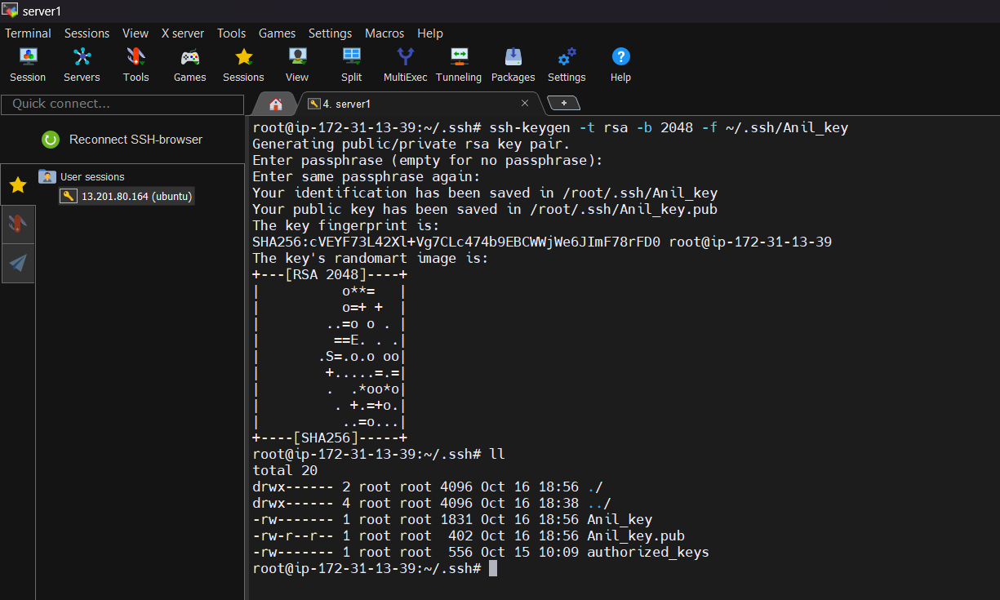 server1
Terminal Sessions View X server Tools Games Settings Macros Help
Session Servers Tools Games Sessions View Split MultiExec Tunneling Packages Settings Help
Quick connect...
4. server1
Reconnect SSH-browser
User sessions
13.201.80.164 (ubuntu)
root@ip-172-31-13-39:~/.ssh# ssh-keygen -t rsa -b 2048 -f ~/.ssh/Anil_key
Generating public/private rsa key pair.
Enter passphrase (empty for no passphrase):
Enter same passphrase again:
Your identification has been saved in /root/.ssh/Anil_key
Your public key has been saved in /root/.ssh/Anil_key.pub
The key fingerprint is:
SHA256:cVEYF73L42Xl+Vg7CLc474b9EBCWWjWe6JImF78rFD0 root@ip-172-31-13-39
The key's randomart image is:
+---[RSA 2048]----+
|          o**=   |
|          o=+ +  |
|        ..=o o . |
|         ==E. . .|
|       .S=.o.o oo|
|        +.....=.=|
|        .  .*oo*o|
|         . +.=+o.|
|          ..=o...|
+----[SHA256]-----+
root@ip-172-31-13-39:~/.ssh# ll
total 20
drwx------ 2 root root 4096 Oct 16 18:56 ./
drwx------ 4 root root 4096 Oct 16 18:38 ../
-rw------- 1 root root 1831 Oct 16 18:56 Anil_key
-rw-r--r-- 1 root root  402 Oct 16 18:56 Anil_key.pub
-rw------- 1 root root  556 Oct 15 10:09 authorized_keys
root@ip-172-31-13-39:~/.ssh#